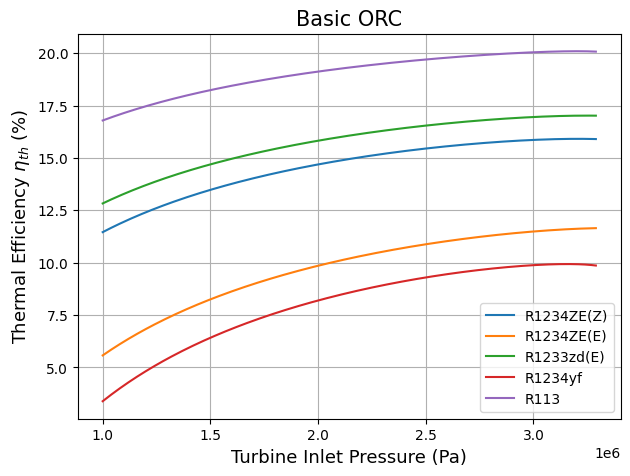 Basic ORC
Thermal Efficiency η_th (%)
20.0
17.5
15.0
12.5
10.0
7.5
5.0
R1234ZE(Z)
R1234ZE(E)
R1233zd(E)
R1234yf
R113
1.0 1.5 2.0 2.5 3.0
1e6
Turbine Inlet Pressure (Pa)